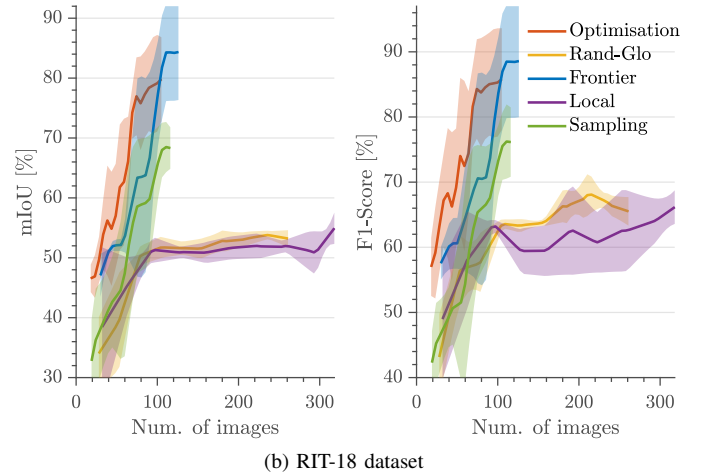 90
80
70
60
50
40
30
mIoU [%]
0
100
200
300
Num. of images
90
80
70
60
50
40
F1-Score [%]
0
100
200
300
Num. of images
Optimisation
Rand-Glo
Frontier
Local
Sampling
(b) RIT-18 dataset